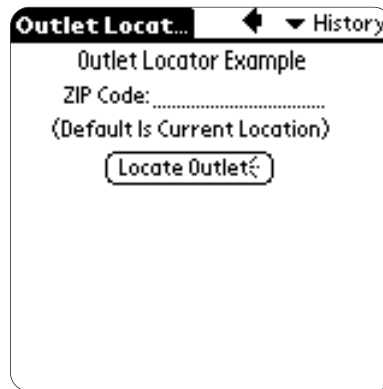 Outlet Locat... History
Outlet Locator Example
ZIP Code:
(Default Is Current Location)
Locate Outlet